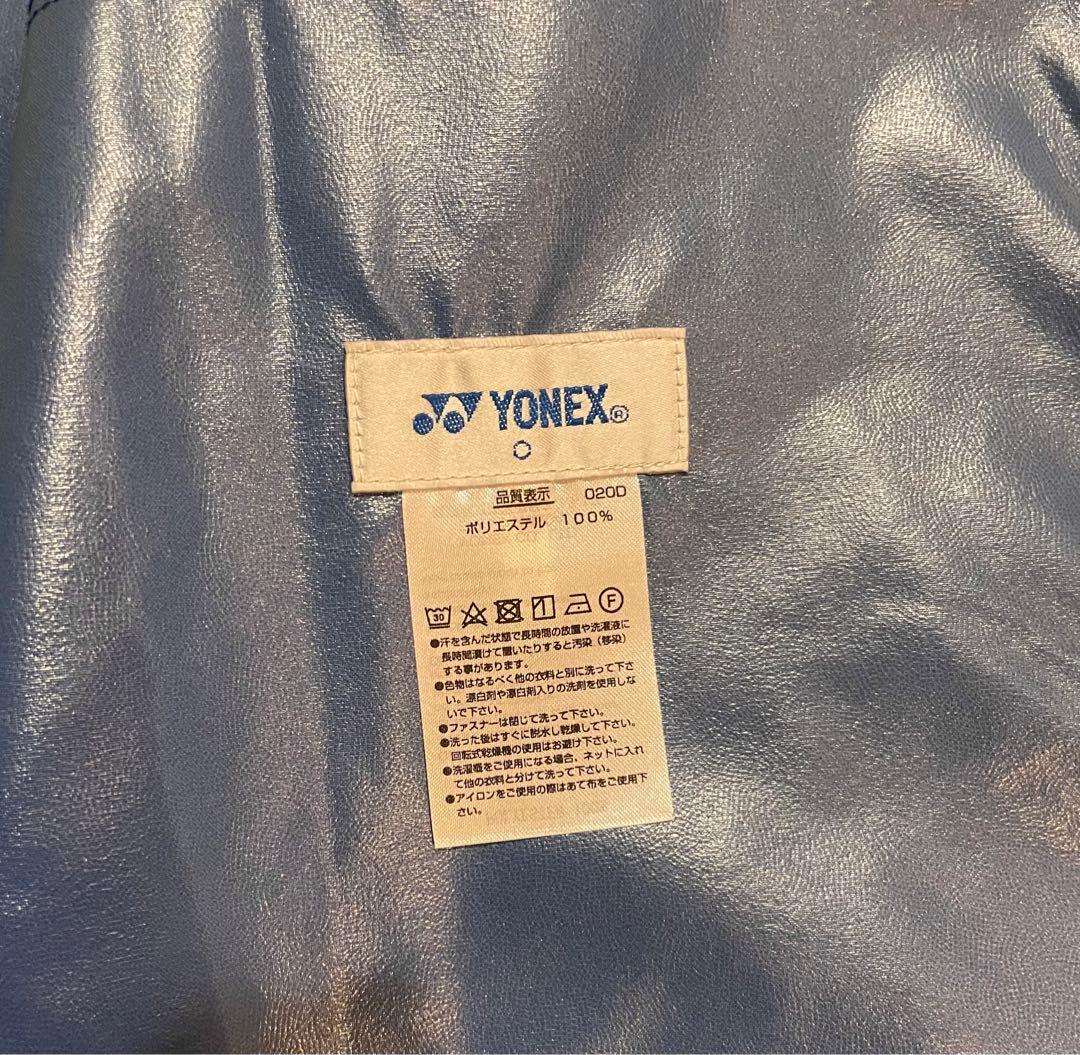 YONEX®
O
品質表示 020D
ポリエステル 100%
30
F
●汗を含んだ状態で長時間の放置や洗濯液に
長時間漬けて置いたりすると汚染（移染）
する事があります。
●色物はなるべく他の衣料と別に洗って下さ
い。漂白剤や漂白剤入りの洗剤を使用しな
いで下さい。
●ファスナーは閉じて洗って下さい。
●洗った後はすぐに脱水し乾燥して下さい。
回転式乾燥機の使用はお避け下さい。
●洗濯機をご使用になる場合、ネットに入れ
て他の衣料と分けて洗って下さい。
●アイロンをご使用の際はあて布をご使用下
さい。